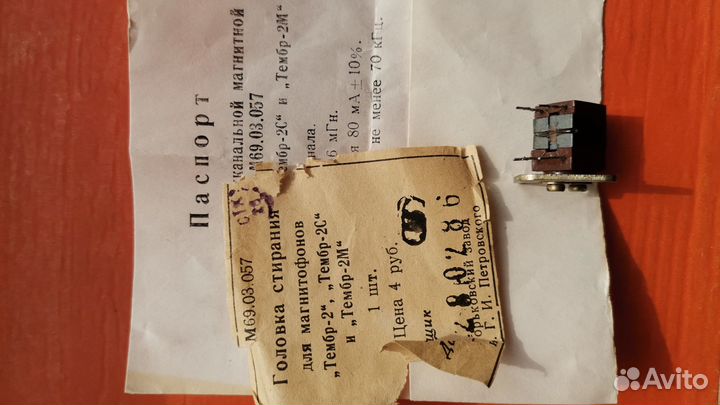 Паспорт
канальной магнитной
М69.03.057
Тембр-2С" и „Тембр-2М"
нала.
6 мГн.
я 80 мА ± 10%.
не менее 70 кГц.
М69.03.057
Головка стирания
для магнитофонов
„Тембр-2", „Тембр-2С"
и „Тембр-2М"
1 шт.
Цена 4 руб.
щик
орьковский завод
Г. И. Петровского
Avito